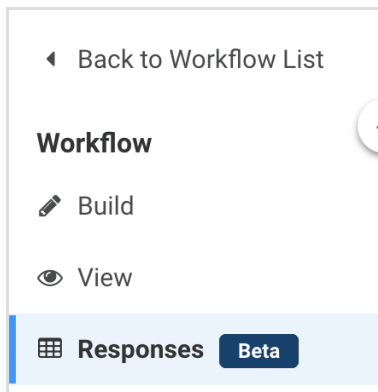 Back to Workflow List
Workflow
Build
View
Responses Beta